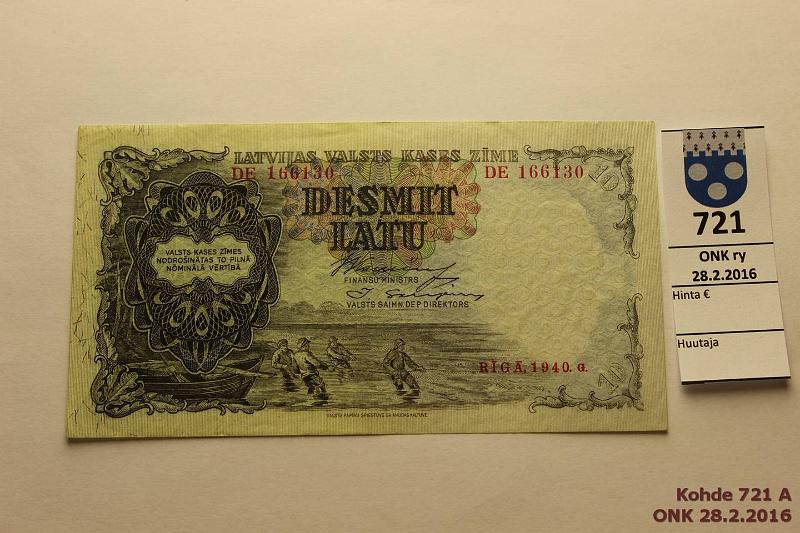 LATVIJAS VALSTS KASES ZĪME
DE 166130 DE 166130
10
DESMIT
LATU
VALSTS KASES ZĪMES
NODROŠINĀTAS TO PILNĀ
NOMINĀLĀ VĒRTĪBĀ
FINANSU MINISTRS
VALSTS SAIMN. DEP. DIREKTORS
RĪGĀ, 1940. g.
10
721
ONK ry
28.2.2016
Hinta €
Huutaja
Kohde 721 A
ONK 28.2.2016